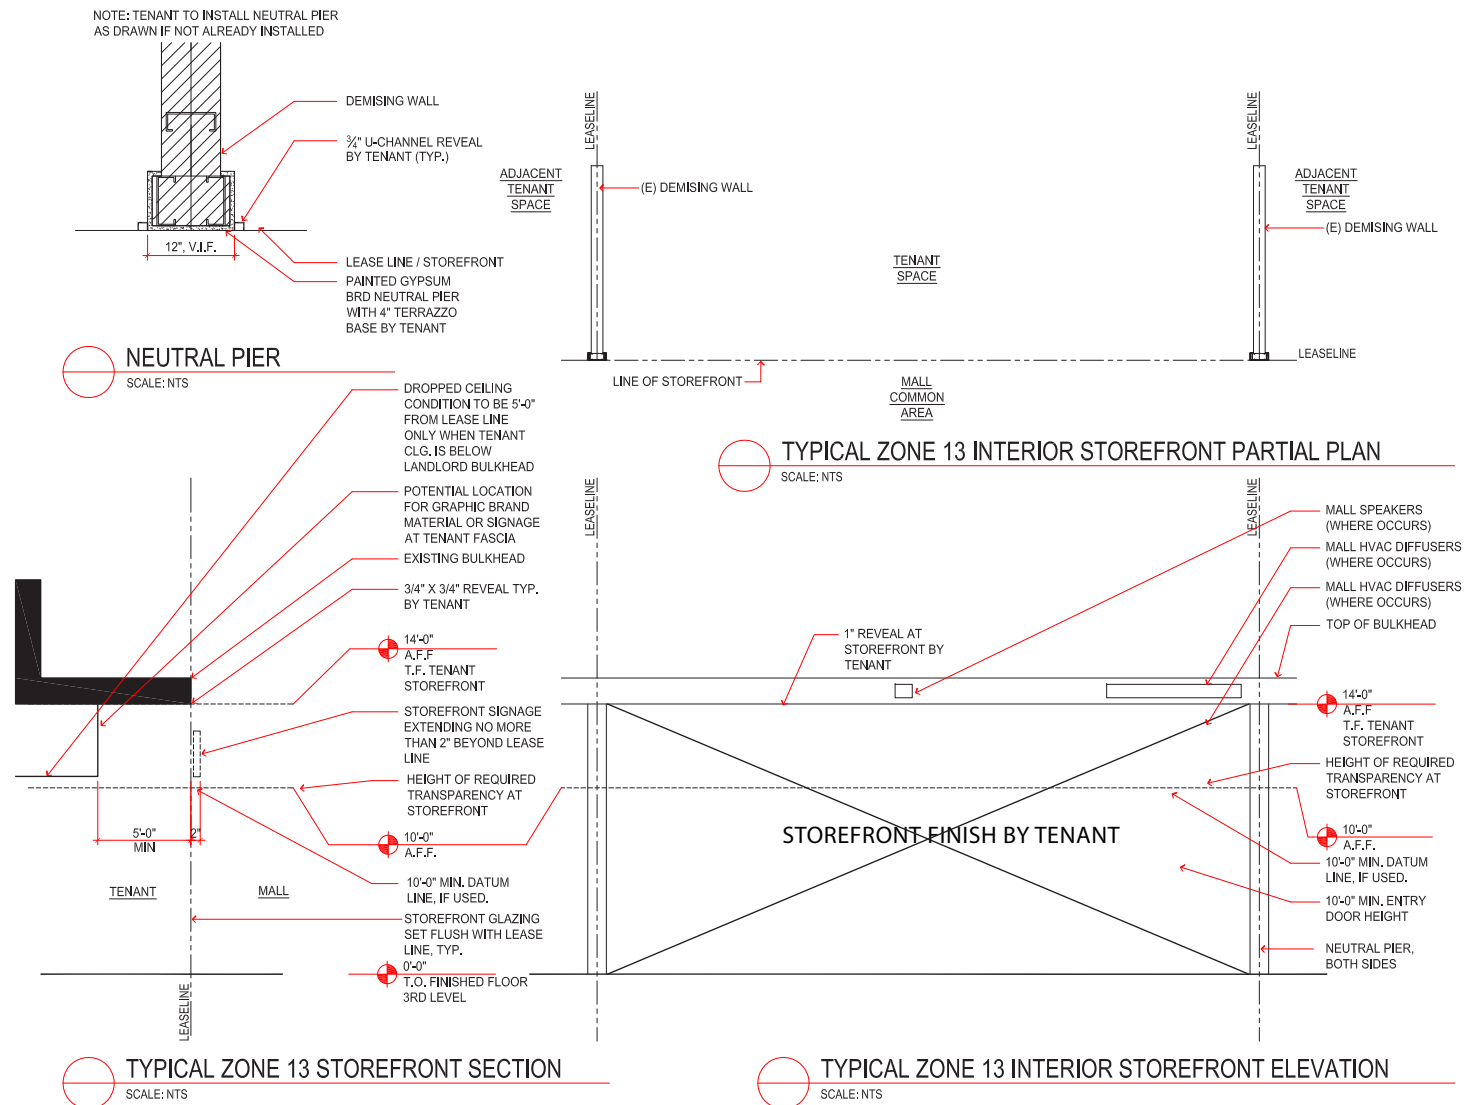 NOTE: TENANT TO INSTALL NEUTRAL PIER
AS DRAWN IF NOT ALREADY INSTALLED
DEMISING WALL
¾" U-CHANNEL REVEAL
BY TENANT (TYP.)
12", V.I.F.
LEASE LINE / STOREFRONT
PAINTED GYPSUM
BRD NEUTRAL PIER
WITH 4" TERRAZZO
BASE BY TENANT
NEUTRAL PIER
SCALE: NTS
LEASELINE
LEASELINE
ADJACENT
TENANT
SPACE
(E) DEMISING WALL
TENANT
SPACE
ADJACENT
TENANT
SPACE
(E) DEMISING WALL
LEASELINE
LINE OF STOREFRONT
MALL
COMMON
AREA
TYPICAL ZONE 13 INTERIOR STOREFRONT PARTIAL PLAN
SCALE: NTS
DROPPED CEILING
CONDITION TO BE 5'-0"
FROM LEASE LINE
ONLY WHEN TENANT
CLG. IS BELOW
LANDLORD BULKHEAD
POTENTIAL LOCATION
FOR GRAPHIC BRAND
MATERIAL OR SIGNAGE
AT TENANT FASCIA
EXISTING BULKHEAD
3/4" X 3/4" REVEAL TYP.
BY TENANT
14'-0"
A.F.F
T.F. TENANT
STOREFRONT
STOREFRONT SIGNAGE
EXTENDING NO MORE
THAN 2" BEYOND LEASE
LINE
HEIGHT OF REQUIRED
TRANSPARENCY AT
STOREFRONT
10'-0"
A.F.F.
10'-0" MIN. DATUM
LINE, IF USED.
STOREFRONT GLAZING
SET FLUSH WITH LEASE
LINE, TYP.
0'-0"
T.O. FINISHED FLOOR
3RD LEVEL
LEASELINE
5'-0"
MIN
2"
TENANT
MALL
LEASELINE
TYPICAL ZONE 13 STOREFRONT SECTION
SCALE: NTS
LEASELINE
LEASELINE
MALL SPEAKERS
(WHERE OCCURS)
MALL HVAC DIFFUSERS
(WHERE OCCURS)
MALL HVAC DIFFUSERS
(WHERE OCCURS)
TOP OF BULKHEAD
1" REVEAL AT
STOREFRONT BY
TENANT
14'-0"
A.F.F
T.F. TENANT
STOREFRONT
HEIGHT OF REQUIRED
TRANSPARENCY AT
STOREFRONT
STOREFRONT FINISH BY TENANT
10'-0"
A.F.F.
10'-0" MIN. DATUM
LINE, IF USED.
10'-0" MIN. ENTRY
DOOR HEIGHT
NEUTRAL PIER,
BOTH SIDES
TYPICAL ZONE 13 INTERIOR STOREFRONT ELEVATION
SCALE: NTS